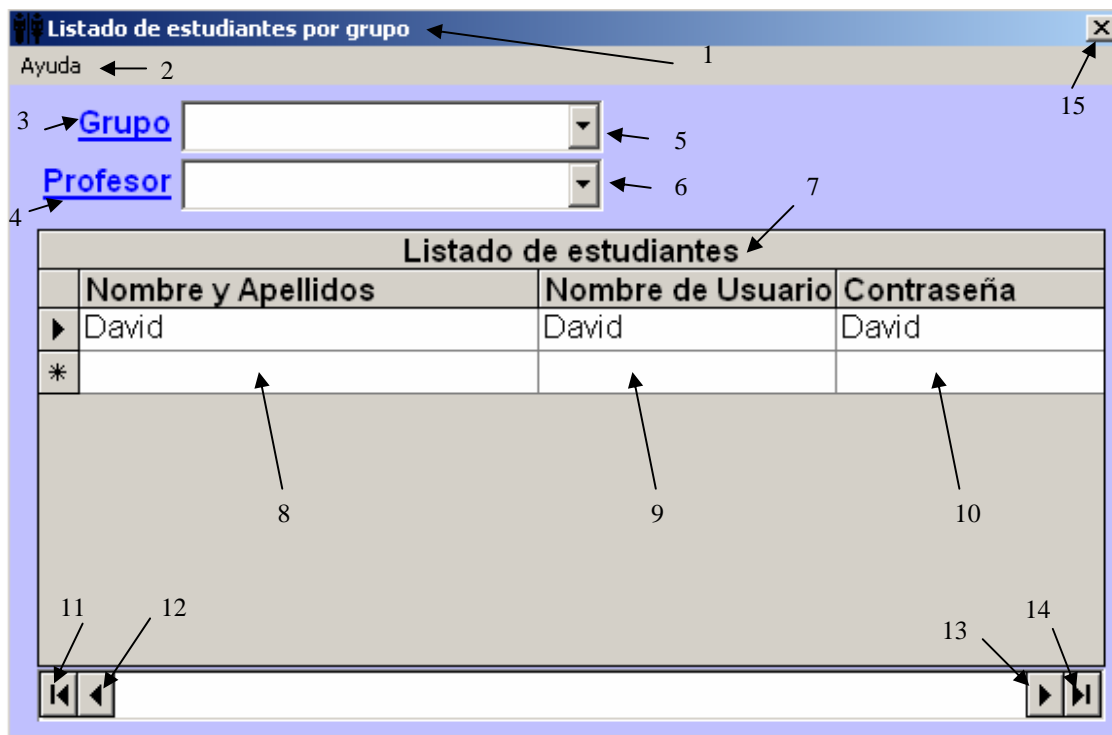 Listado de estudiantes por grupo
1
Ayuda
2
15
3
Grupo
5
Profesor
6
7
4
Listado de estudiantes
Nombre y Apellidos Nombre de Usuario Contraseña
David David David
*
8 9 10
11 12 13 14